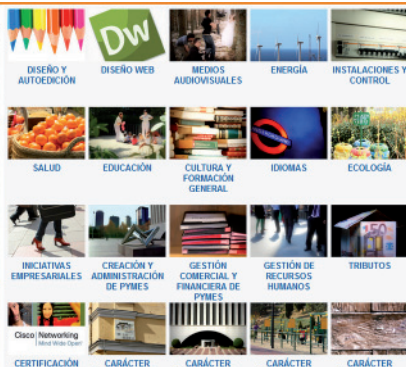 DISEÑO Y
AUTOEDICIÓN
Dw
DISEÑO WEB
MEDIOS
AUDIOVISUALES
ENERGÍA
INSTALACIONES Y
CONTROL
SALUD
EDUCACIÓN
CULTURA Y
FORMACIÓN
GENERAL
IDIOMAS
ECOLOGÍA
INICIATIVAS
EMPRESARIALES
CREACIÓN Y
ADMINISTRACIÓN
DE PYMES
GESTIÓN
COMERCIAL Y
FINANCIERA DE
PYMES
GESTIÓN DE
RECURSOS
HUMANOS
150
TRIBUTOS
Cisco Networking
Mind Wide Open
CERTIFICACIÓN
CARÁCTER
CARÁCTER
CARÁCTER
CARÁCTER